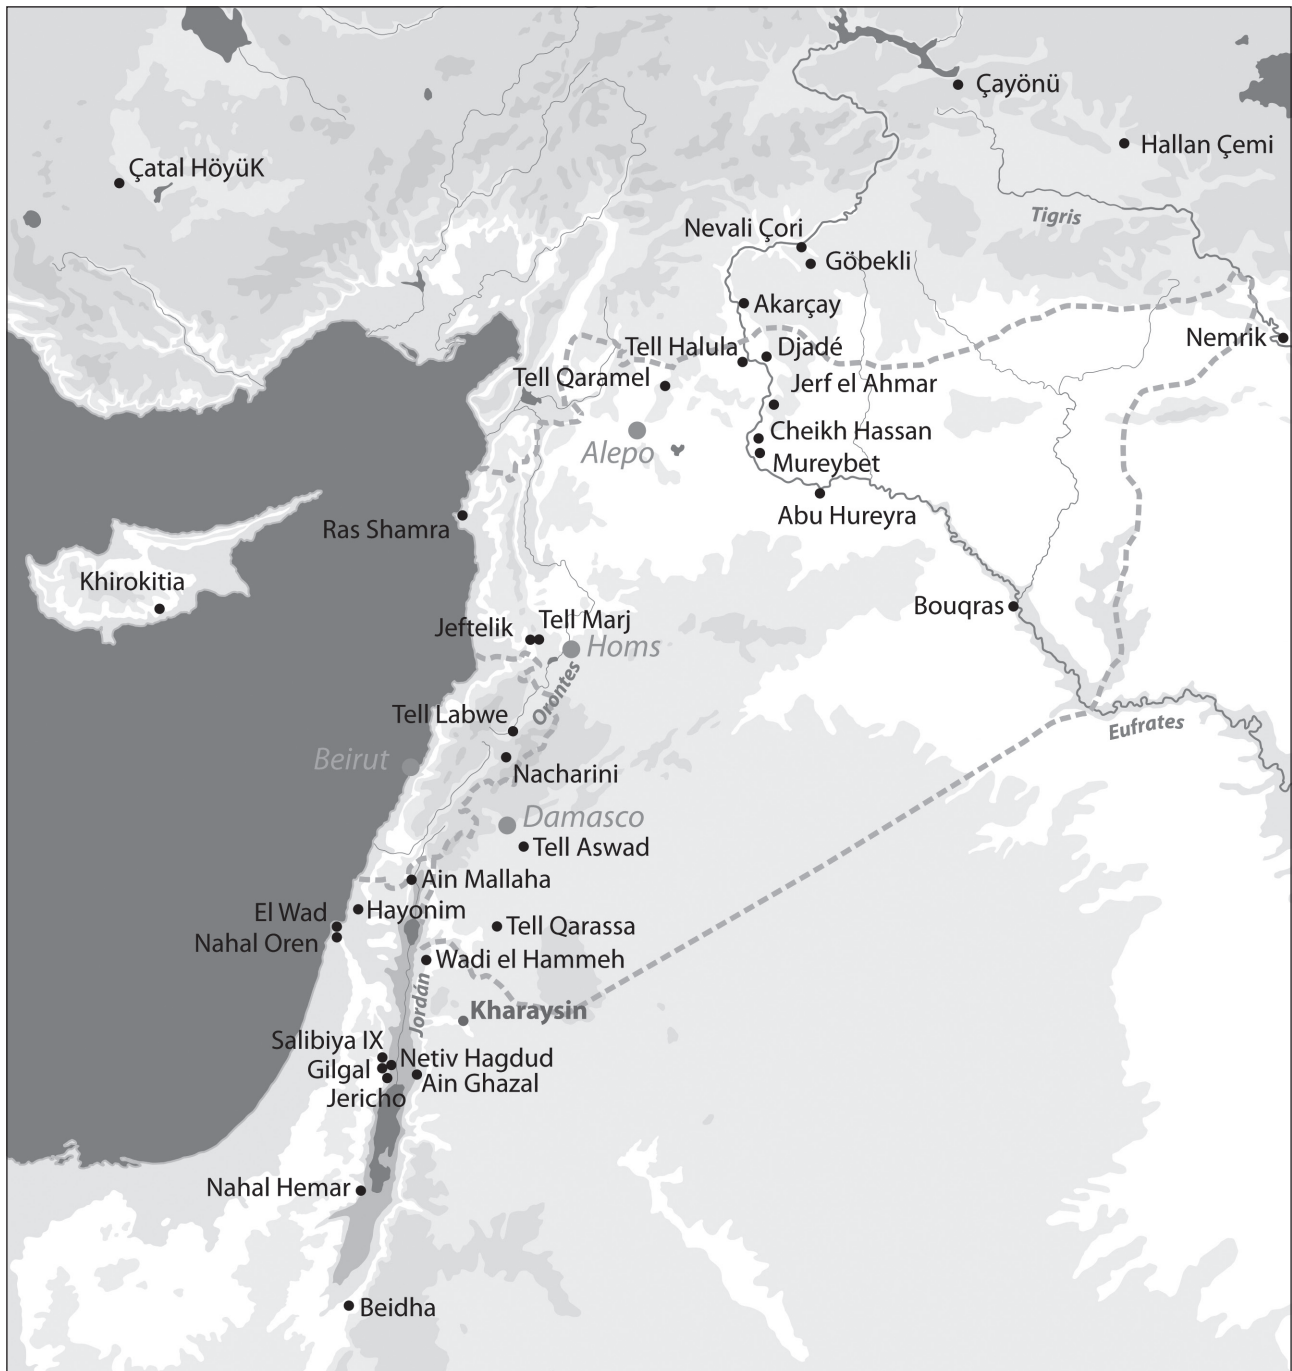 Çayönü
Hallan Çemi
Çatal HöyüK
Tigris
Nevali Çori
Göbekli
Akarçay
Nemrik
Tell Halula
Djadé
Tell Qaramel
Jerf el Ahmar
Cheikh Hassan
Alepo
Mureybet
Abu Hureyra
Ras Shamra
Khirokitia
Bouqras
Tell Marj
Jeftelik
Homs
Orontes
Tell Labwe
Eufrates
Beirut
Nacharini
Damasco
Tell Aswad
Ain Mallaha
Hayonim
El Wad
Tell Qarassa
Nahal Oren
Wadi el Hammeh
Jordán
Kharaysin
Salibiya IX
Netiv Hagdud
Gilgal
Ain Ghazal
Jericho
Nahal Hemar
Beidha